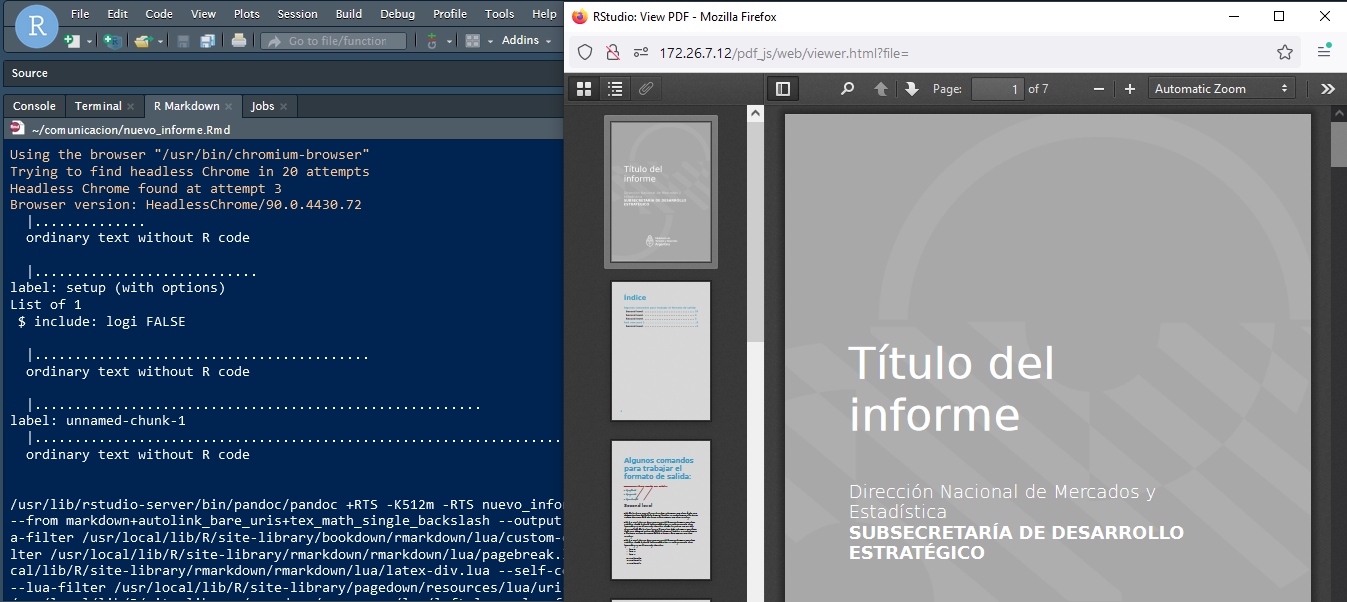 File Edit Code View Plots Session Build Debug Profile Tools Help
R
Go to file/function
Addins
Source
Console Terminal R Markdown Jobs
~/comunicacion/nuevo_informe.Rmd
Using the browser "/usr/bin/chromium-browser"
Trying to find headless Chrome in 20 attempts
Headless Chrome found at attempt 3
Browser version: HeadlessChrome/90.0.4430.72
|..............
ordinary text without R code
|............................
label: setup (with options)
List of 1
$ include: logi FALSE
|..........................................
ordinary text without R code
|........................................................
label: unnamed-chunk-1
|..................................................................
ordinary text without R code
/usr/lib/rstudio-server/bin/pandoc/pandoc +RTS -K512m -RTS nuevo_infor
--from markdown+autolink_bare_uris+tex_math_single_backslash --output
a-filter /usr/local/lib/R/site-library/bookdown/rmarkdown/lua/custom-
lter /usr/local/lib/R/site-library/rmarkdown/rmarkdown/lua/pagebreak.
cal/lib/R/site-library/rmarkdown/rmarkdown/lua/latex-div.lua --self-c
--lua-filter /usr/local/lib/R/site-library/pagedown/resources/lua/uri
RStudio: View PDF - Mozilla Firefox
172.26.7.12/pdf_js/web/viewer.html?file=
Page: 1 of 7
Automatic Zoom
Título del
informe
SUBSECRETARÍA DE DESARROLLO
ESTRATÉGICO
Índice
Algunos comandos
para trabajar el
formato de salida:
Second level
Título del
informe
Dirección Nacional de Mercados y
Estadística
SUBSECRETARÍA DE DESARROLLO
ESTRATÉGICO